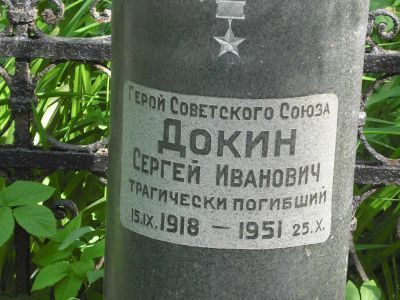 Герой Советского Союза
Докин
Сергей Иванович
трагически погибший
15.IX.1918 — 1951 25.X.